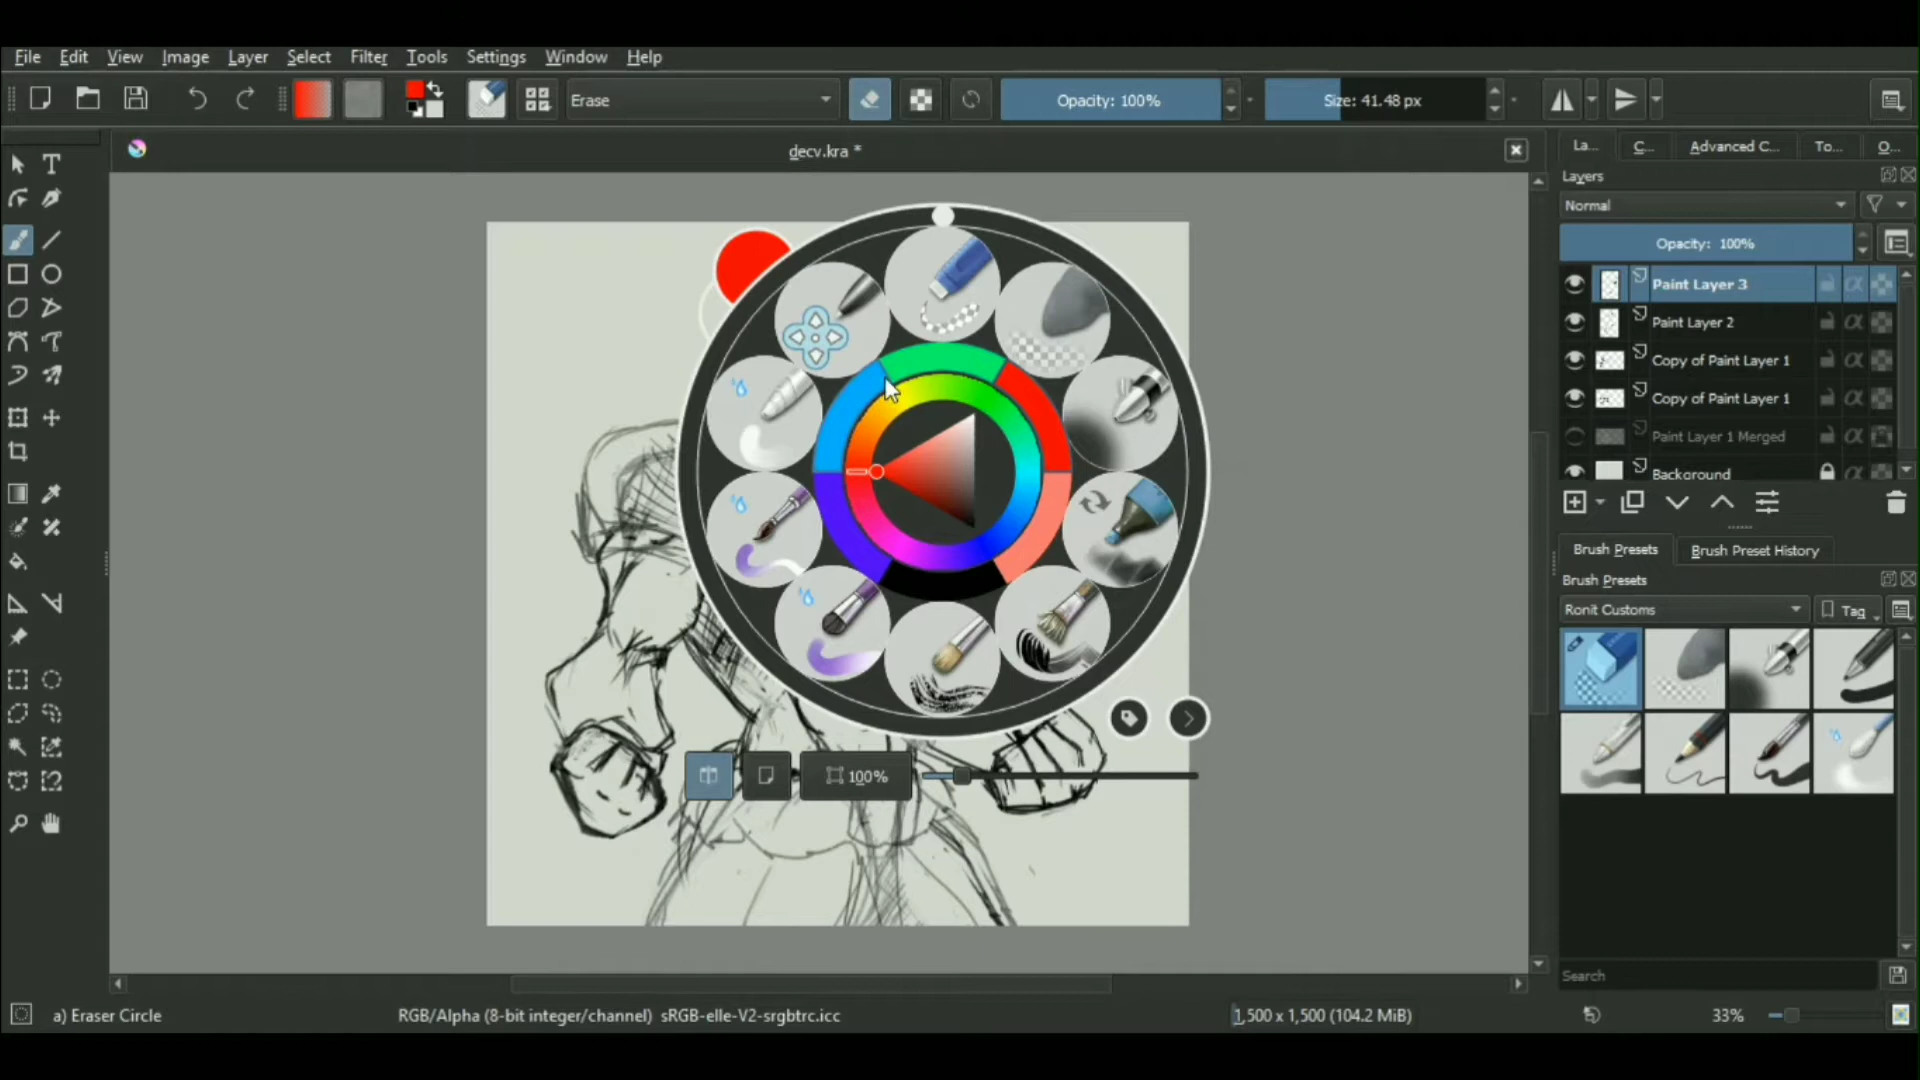 File Edit View Image Layer Select Filter Tools Settings Window Help
Erase
Opacity: 100%
Size: 41.48 px
decv.kra *
La...
C...
Advanced C...
To...
O...
Layers
Normal
Opacity: 100%
Paint Layer 3
Paint Layer 2
Copy of Paint Layer 1
Copy of Paint Layer 1
Paint Layer 1 Merged
Background
Brush Presets
Brush Preset History
Brush Presets
Ronit Customs
Tag
100%
Search
a) Eraser Circle
RGB/Alpha (8-bit integer/channel) sRGB-elle-V2-srgbtrc.icc
1,500 x 1,500 (104.2 MiB)
33%